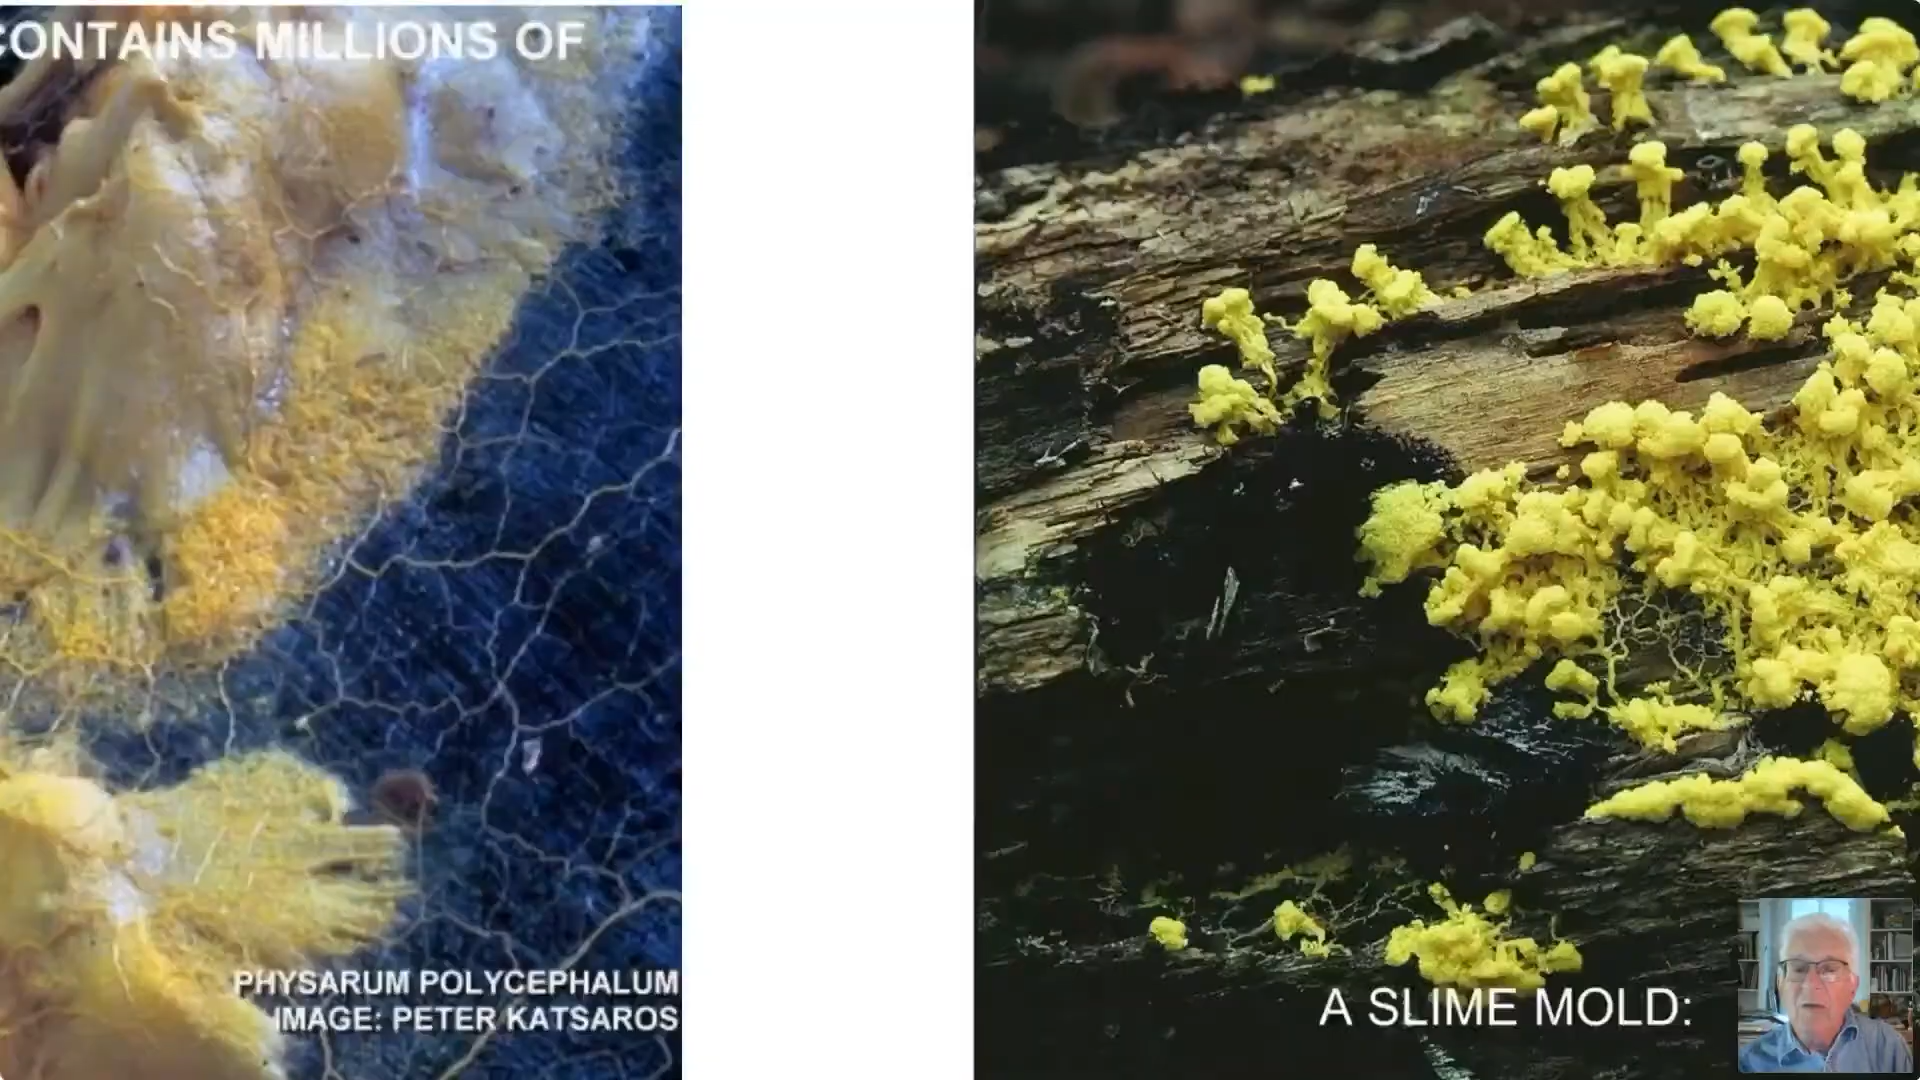 CONTAINS MILLIONS OF
PHYSARUM POLYCEPHALUM
IMAGE: PETER KATSAROS
A SLIME MOLD: